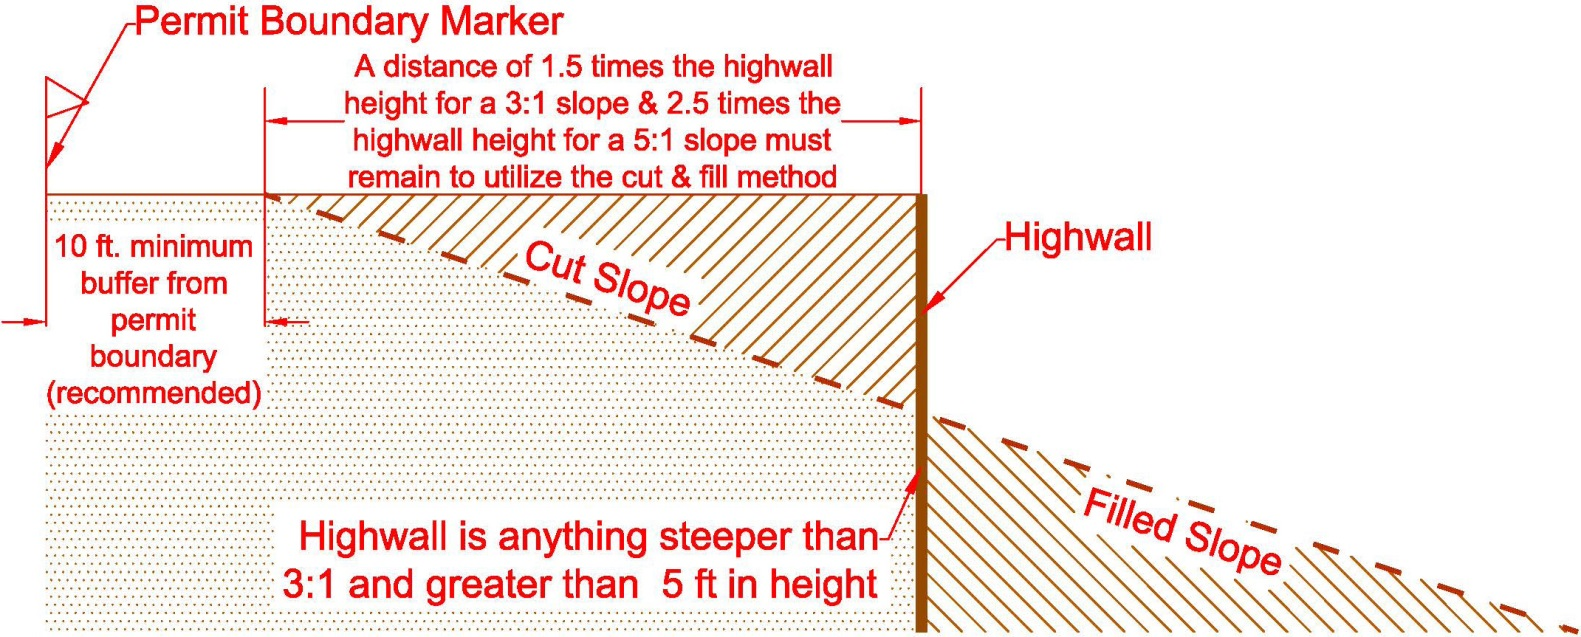 Permit Boundary Marker
A distance of 1.5 times the highwall
height for a 3:1 slope & 2.5 times the
highwall height for a 5:1 slope must
remain to utilize the cut & fill method
10 ft. minimum
buffer from
permit
boundary
(recommended)
Cut Slope
Highwall
Highwall is anything steeper than
3:1 and greater than 5 ft in height
Filled Slope